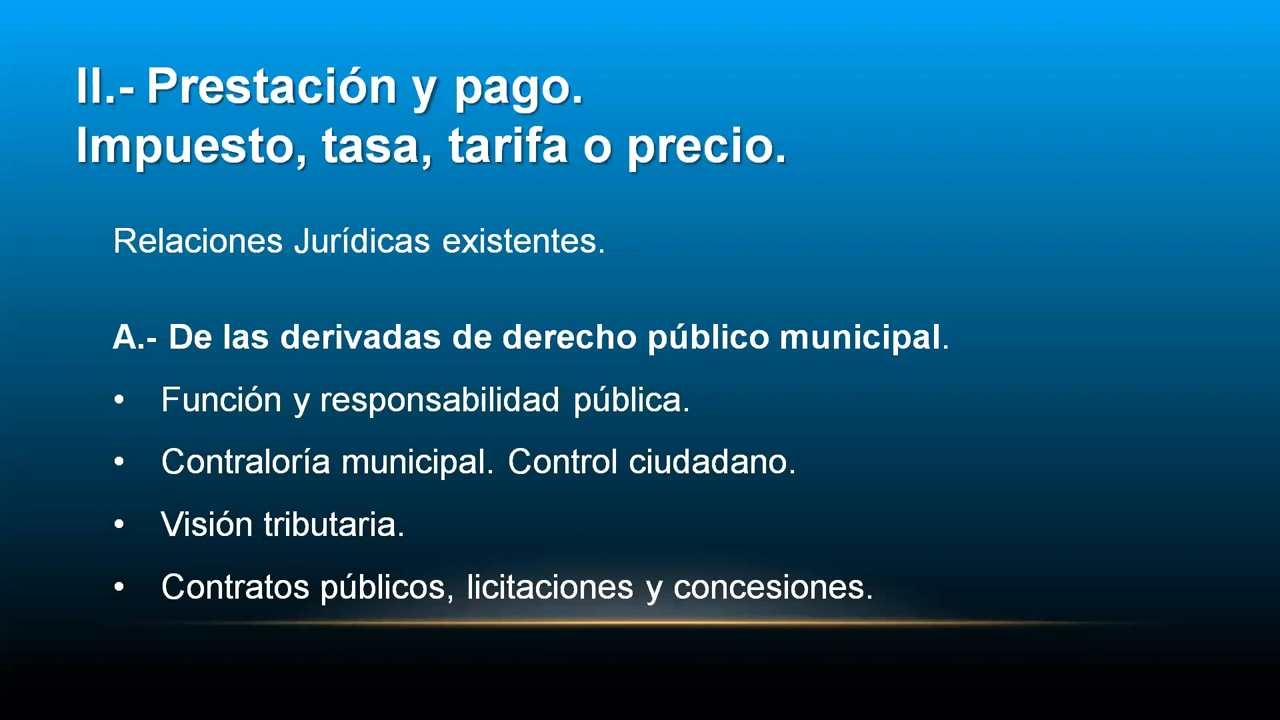 II.- Prestación y pago.
Impuesto, tasa, tarifa o precio.
Relaciones Jurídicas existentes.
A.- De las derivadas de derecho público municipal.
• Función y responsabilidad pública.
• Contraloría municipal. Control ciudadano.
• Visión tributaria.
• Contratos públicos, licitaciones y concesiones.